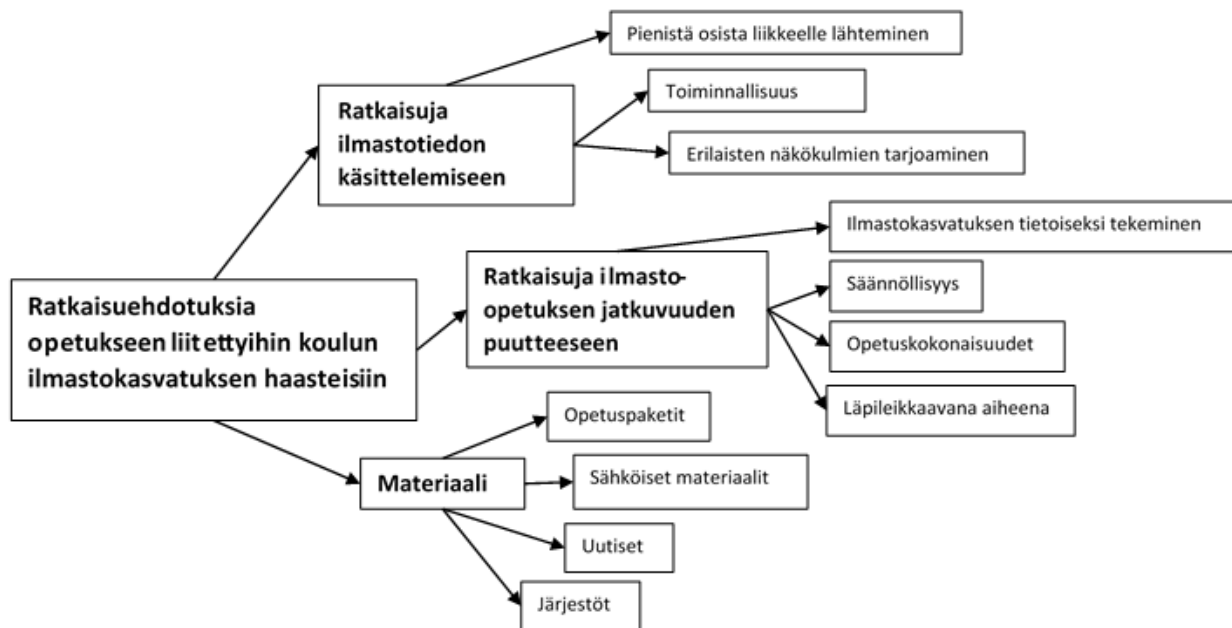 Ratkaisuehdotuksia
opetukseen liitettyihin koulun
ilmastokasvatuksen haasteisiin
Ratkaisuja
ilmastotiedon
käsittelemiseen
Pienistä osista liikkeelle lähteminen
Toiminnallisuus
Erilaisten näkökulmien tarjoaminen
Ratkaisuja ilmasto-
opetuksen jatkuvuuden
puutteeseen
Ilmastokasvatuksen tietoiseksi tekeminen
Säännöllisyys
Opetuskokonaisuudet
Läpileikkaavana aiheena
Materiaali
Opetuspaketit
Sähköiset materiaalit
Uutiset
Järjestöt